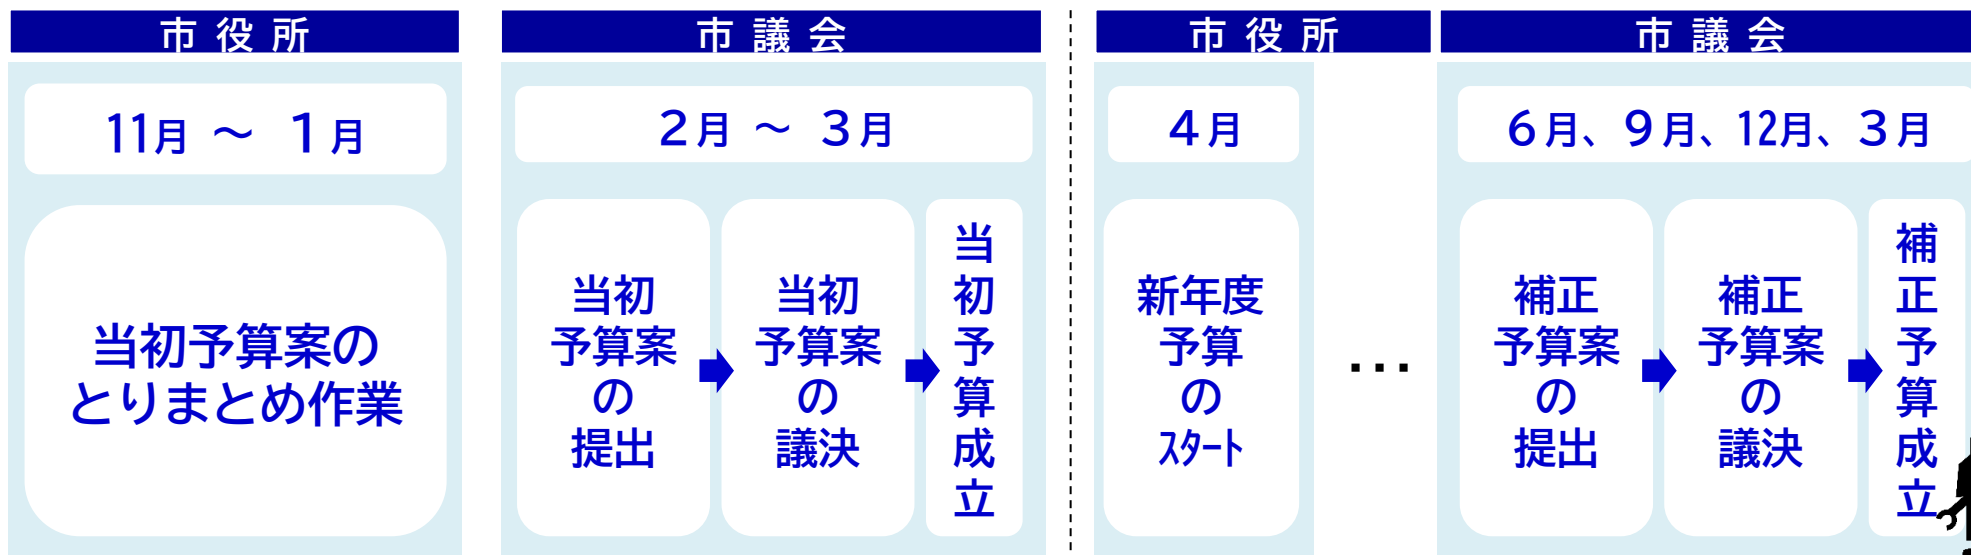 市役所
11月 ～ 1月
当初予算案の
とりまとめ作業
市議会
2月 ～ 3月
当初
予算案
の
提出
当初
予算案
の
議決
当初予算成立
市役所
4月
新年度
予算
の
ｽﾀｰﾄ
…
市議会
6月、9月、12月、3月
補正
予算案
の
提出
補正
予算案
の
議決
補正予算成立